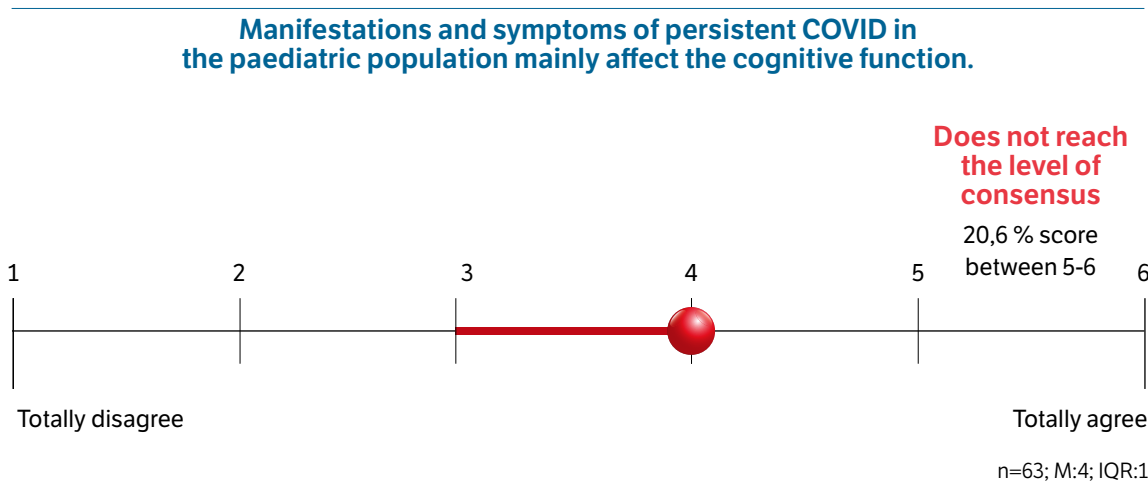 Manifestations and symptoms of persistent COVID in
the paediatric population mainly affect the cognitive function.
Does not reach
the level of
consensus
20,6 % score
between 5-6
1 2 3 4 5 6
Totally disagree Totally agree
n=63; M:4; IQR:1